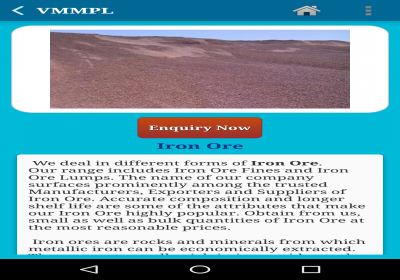 VMMPL
Enquiry Now
Iron Ore
We deal in different forms of Iron Ore.
Our range includes Iron Ore Fines and Iron
Ore Lumps. The name of our company
surfaces prominently among the trusted
Manufacturers, Exporters and Suppliers of
Iron Ore. Accurate composition and longer
shelf life are some of the attributes that make
our Iron Ore highly popular. Obtain from us,
small as well as bulk quantities of Iron Ore at
the most reasonable prices.
Iron ores are rocks and minerals from which
metallic iron can be economically extracted.